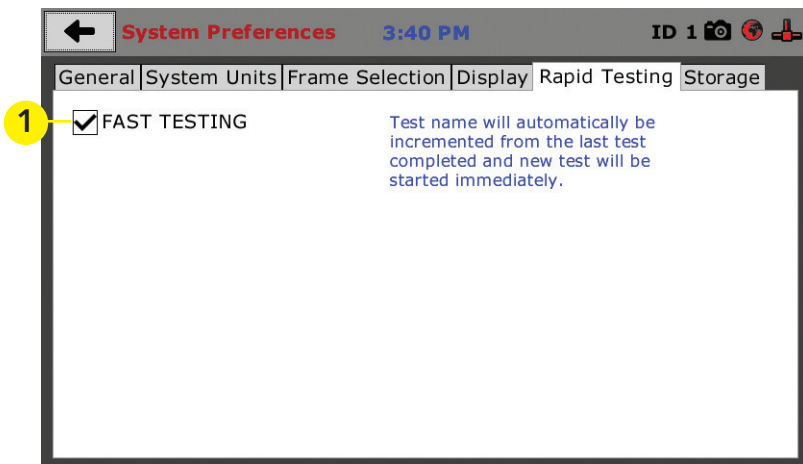 System Preferences 3:40 PM ID 1
General System Units Frame Selection Display Rapid Testing Storage
1 FAST TESTING
Test name will automatically be
incremented from the last test
completed and new test will be
started immediately.